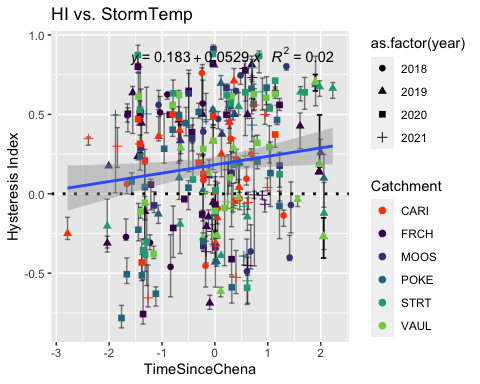 HI vs. StormTemp
y = 0.183 + 0.0529 x   R² = 0.02
1.0
0.5
0.0
-0.5
Hysteresis Index
-3 -2 -1 0 1 2
TimeSinceChena
as.factor(year)
2018
2019
2020
2021
Catchment
CARI
FRCH
MOOS
POKE
STRT
VAUL